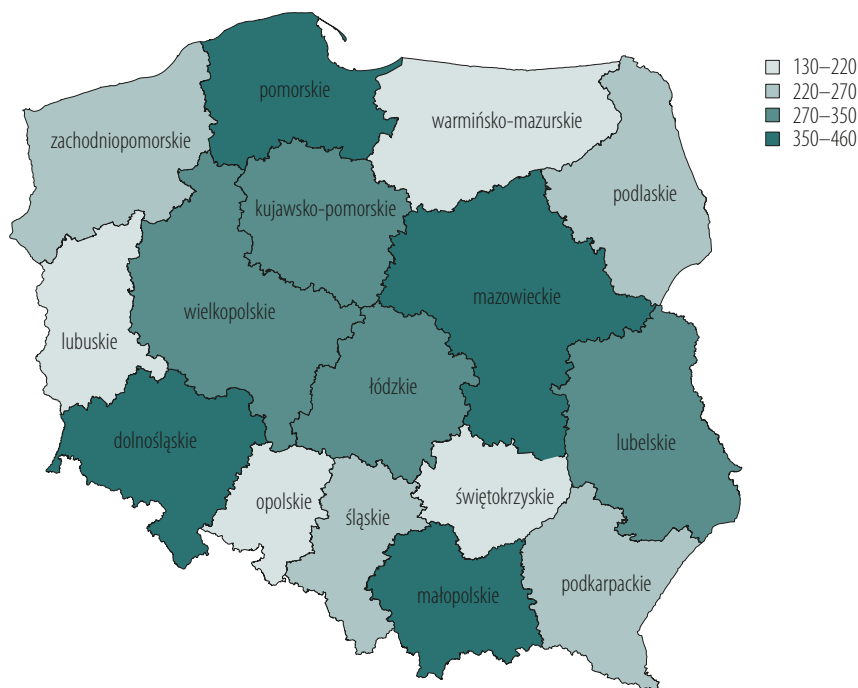 130–220
220–270
270–350
350–460
pomorskie
warmińsko-mazurskie
zachodniopomorskie
podlaskie
kujawsko-pomorskie
mazowieckie
wielkopolskie
lubuskie
łódzkie
dolnośląskie
lubelskie
opolskie
śląskie
świętokrzyskie
małopolskie
podkarpackie